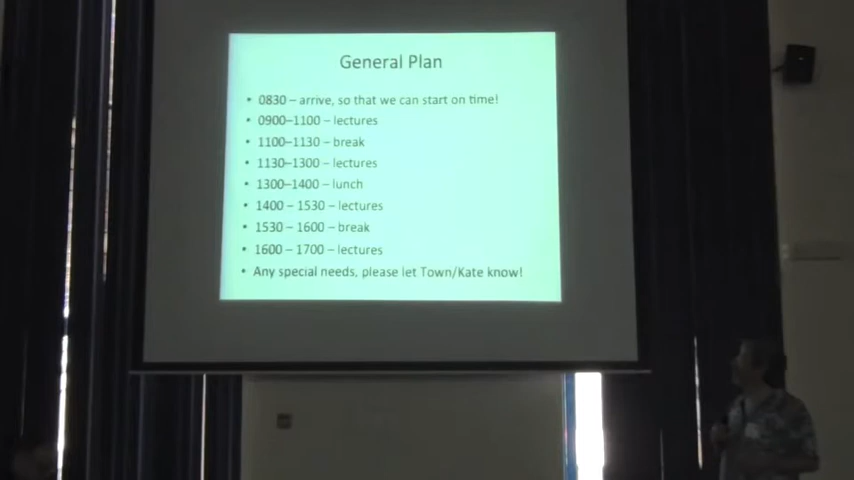 General Plan
• 0830 – arrive, so that we can start on time!
• 0900–1100 – lectures
• 1100–1130 – break
• 1130–1300 – lectures
• 1300–1400 – lunch
• 1400 – 1530 – lectures
• 1530 – 1600 – break
• 1600 – 1700 – lectures
• Any special needs, please let Town/Kate know!